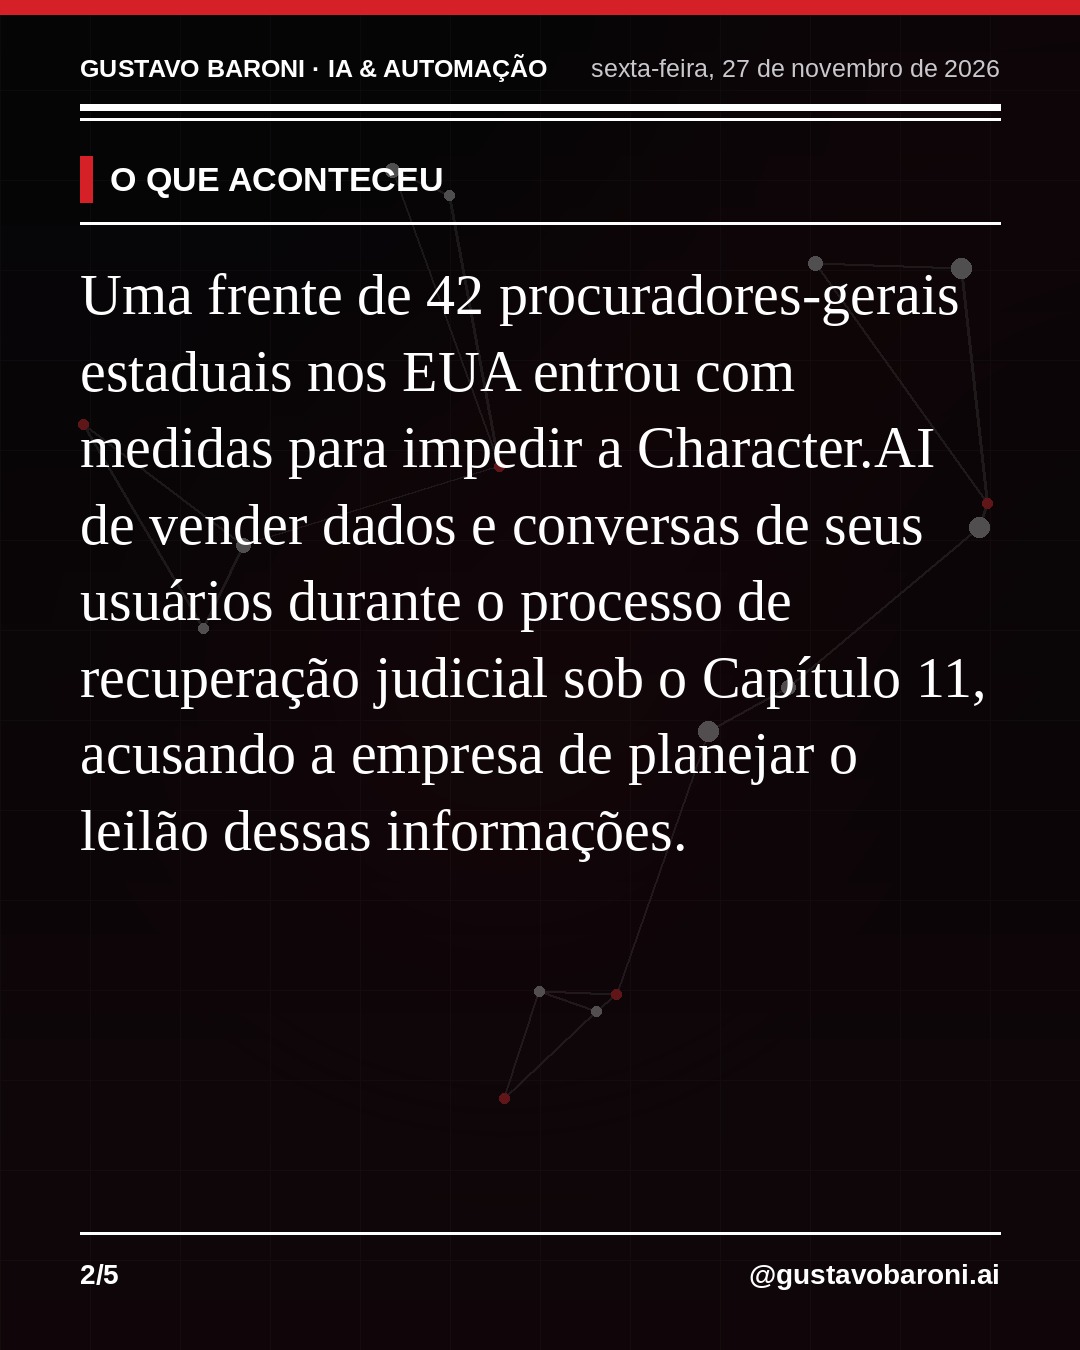 GUSTAVO BARONI · IA & AUTOMAÇÃO sexta-feira, 27 de novembro de 2026
O QUE ACONTECEU
Uma frente de 42 procuradores-gerais
estaduais nos EUA entrou com
medidas para impedir a Character.AI
de vender dados e conversas de seus
usuários durante o processo de
recuperação judicial sob o Capítulo 11,
acusando a empresa de planejar o
leilão dessas informações.
2/5 @gustavobaroni.ai